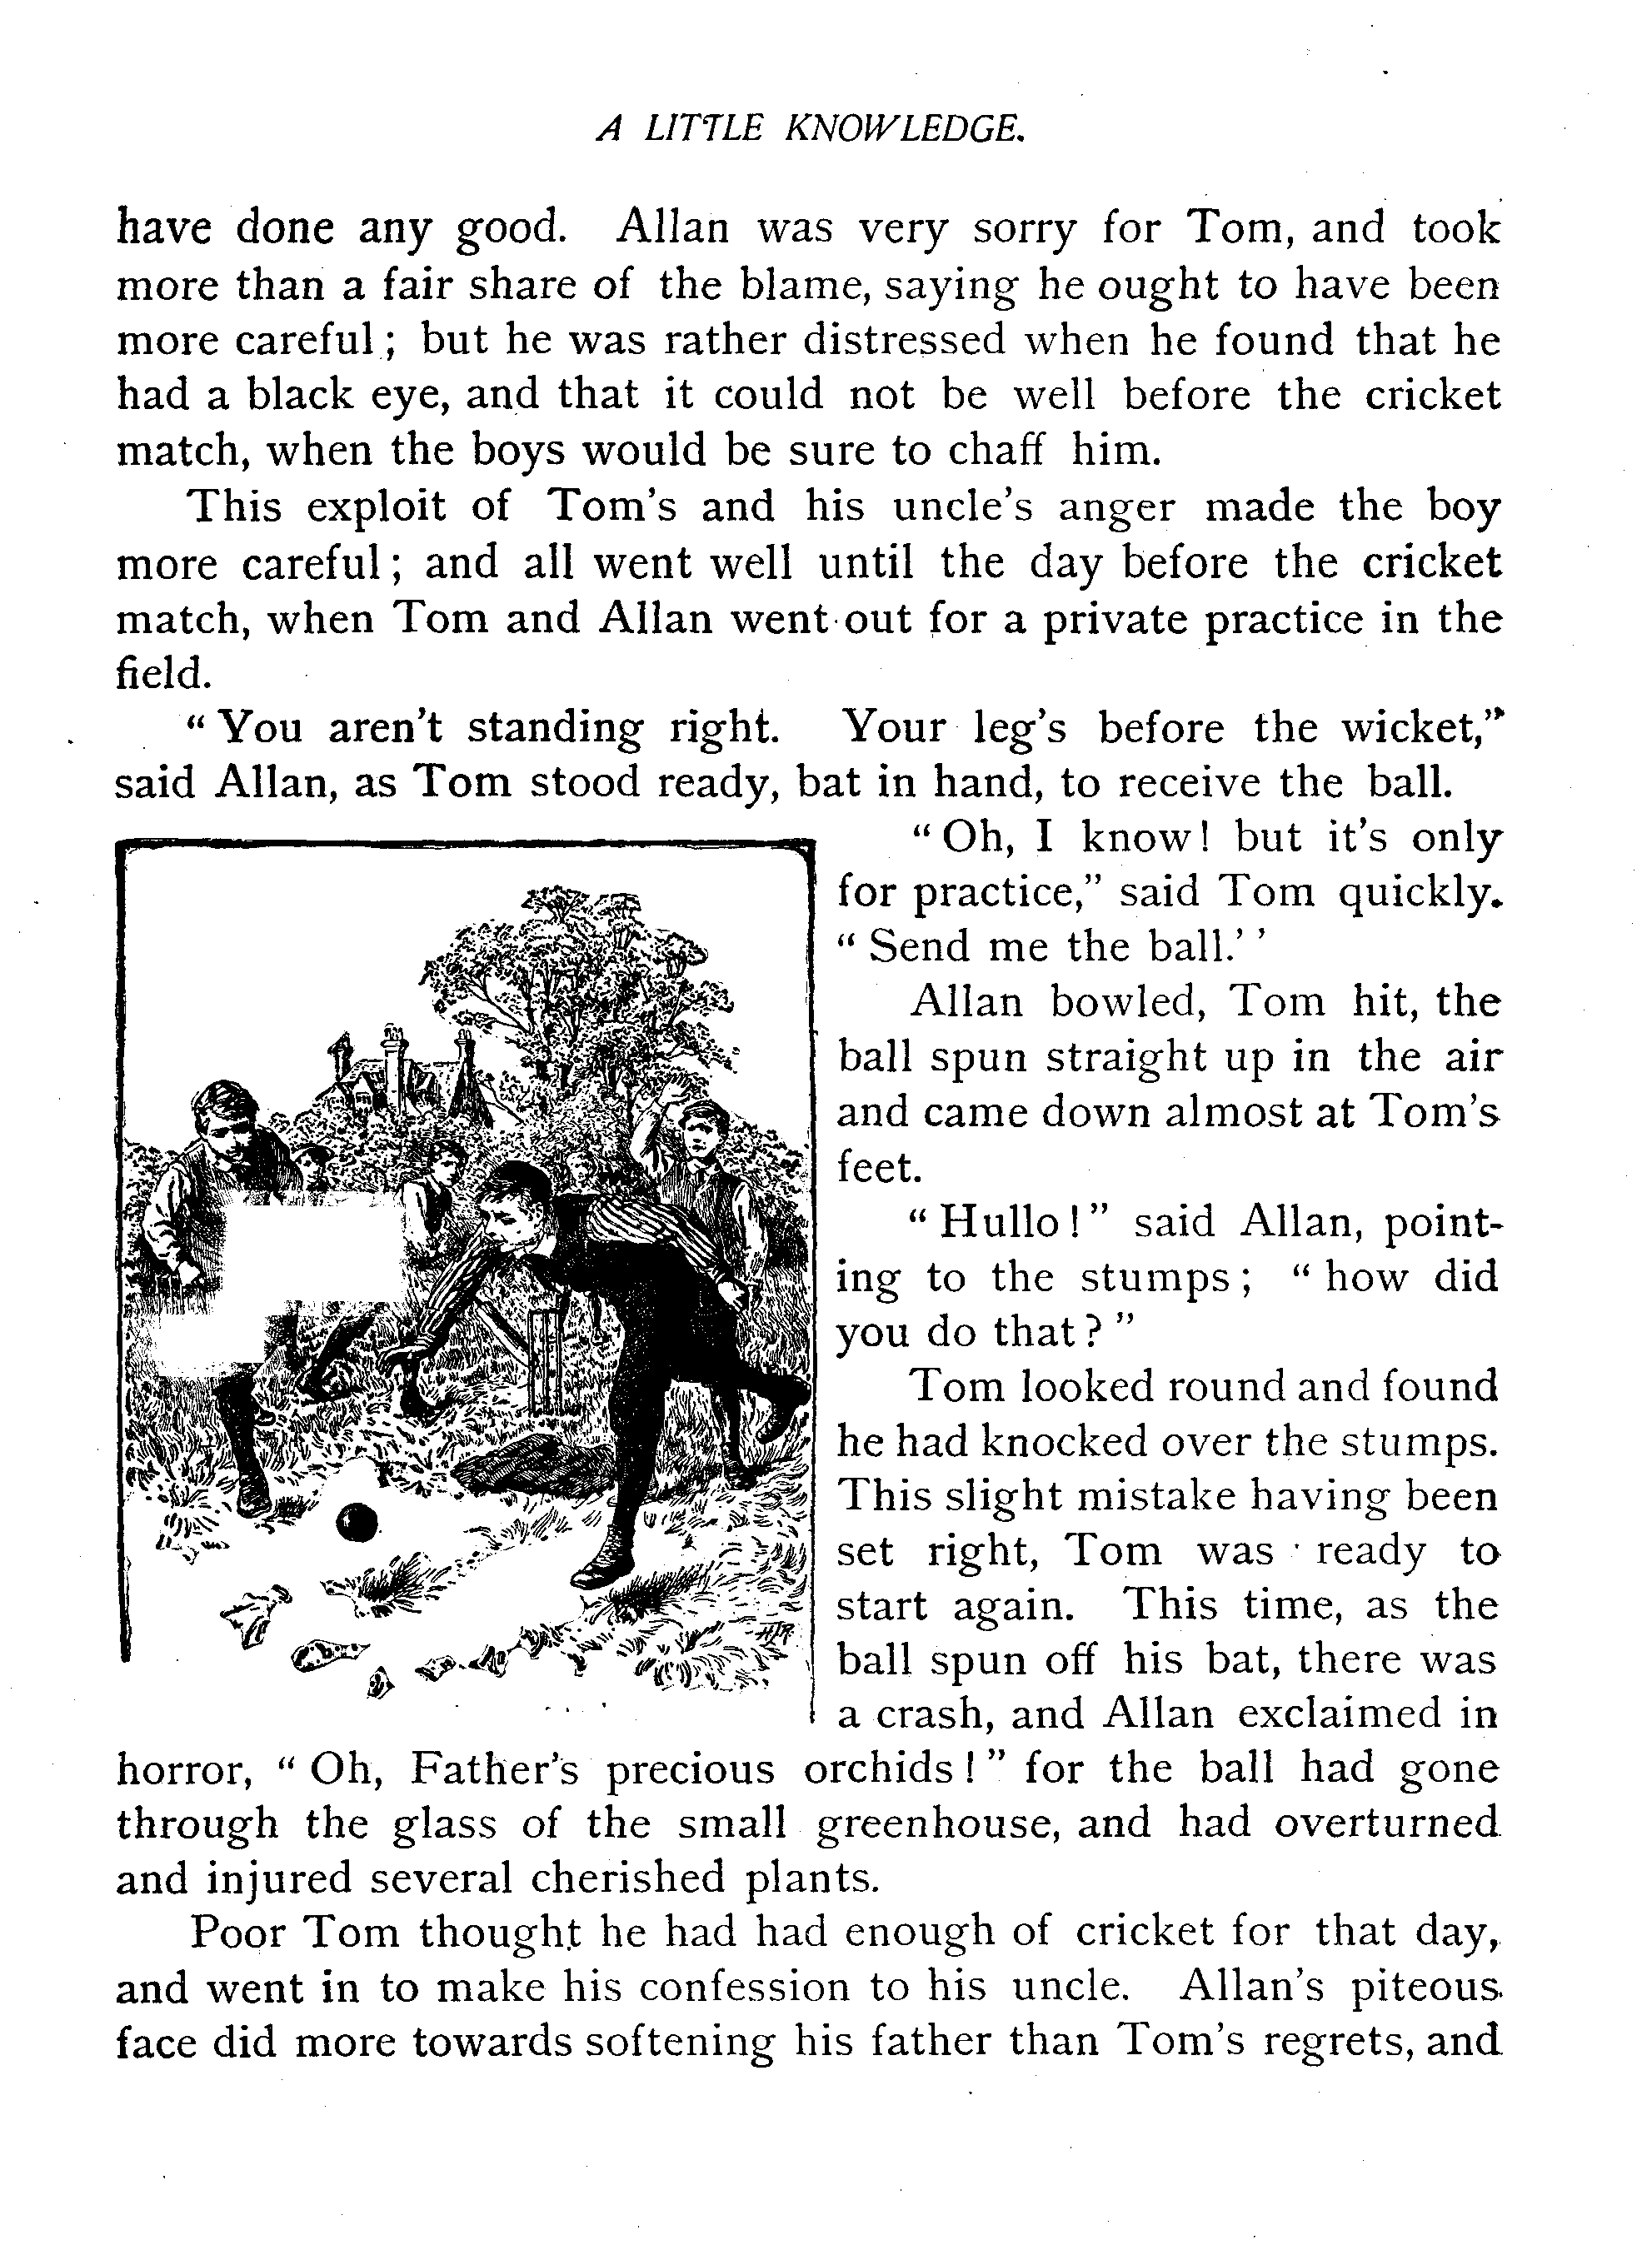 A LITTLE KNOWLEDGE.
have done any good. Allan was very sorry for Tom, and took
more than a fair share of the blame, saying he ought to have been
more careful; but he was rather distressed when he found that he
had a black eye, and that it could not be well before the cricket
match, when the boys would be sure to chaff him.
This exploit of Tom's and his uncle's anger made the boy
more careful; and all went well until the day before the cricket
match, when Tom and Allan went out for a private practice in the
field.
"You aren't standing right. Your leg's before the wicket,"
said Allan, as Tom stood ready, bat in hand, to receive the ball.
"Oh, I know! but it's only
for practice," said Tom quickly.
"Send me the ball.''
Allan bowled, Tom hit, the
ball spun straight up in the air
and came down almost at Tom's
feet.
"Hullo!" said Allan, point-
ing to the stumps; "how did
you do that?"
Tom looked round and found
he had knocked over the stumps.
This slight mistake having been
set right, Tom was ready to
start again. This time, as the
ball spun off his bat, there was
a crash, and Allan exclaimed in
horror, "Oh, Father's precious orchids!" for the ball had gone
through the glass of the small greenhouse, and had overturned
and injured several cherished plants.
Poor Tom thought he had had enough of cricket for that day,
and went in to make his confession to his uncle. Allan's piteous
face did more towards softening his father than Tom's regrets, and